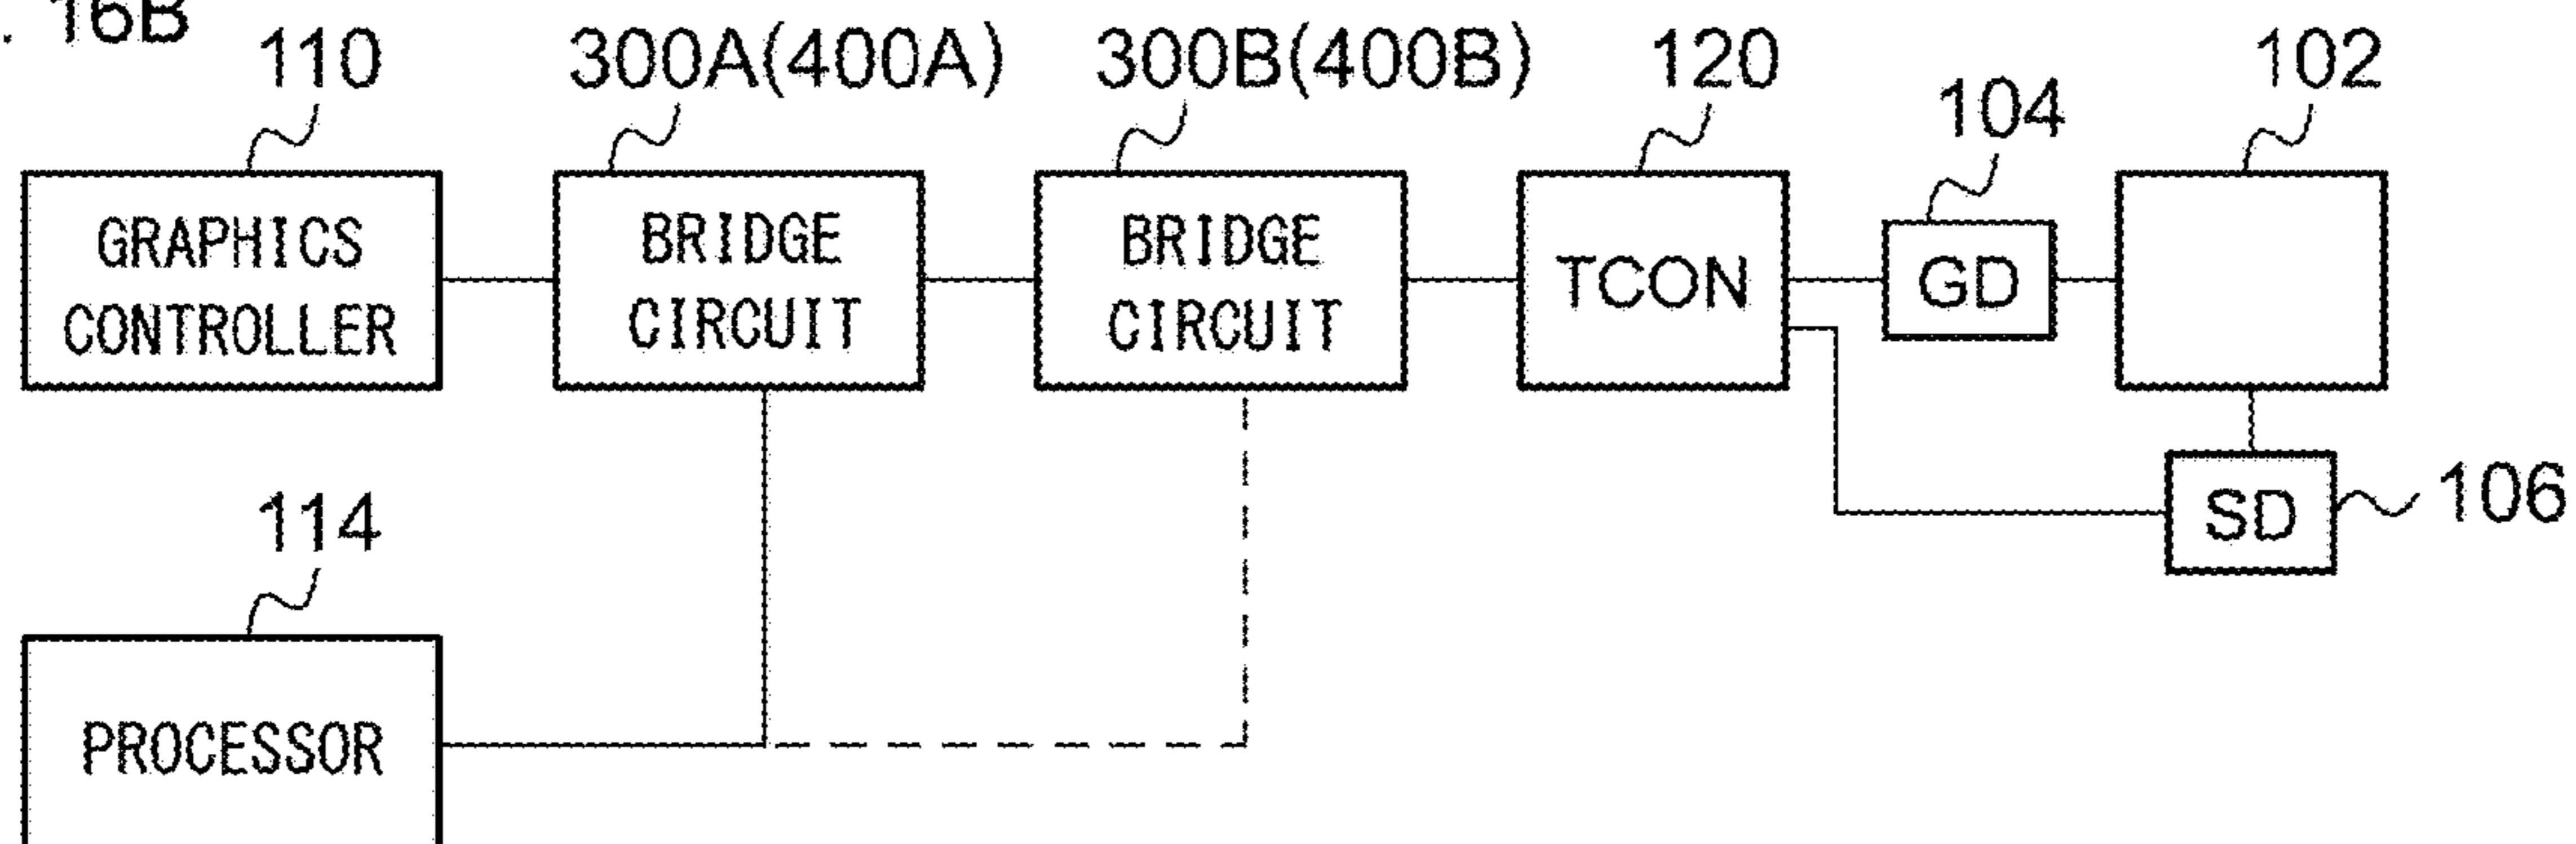 . 16B
110
300A(400A)
300B(400B)
120
104
102
GRAPHICS
CONTROLLER
BRIDGE
CIRCUIT
BRIDGE
CIRCUIT
TCON
GD
SD
106
114
PROCESSOR